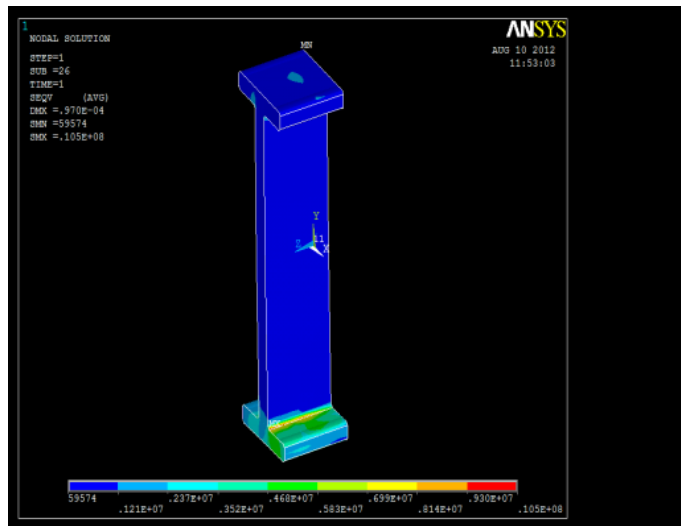 1
NODAL SOLUTION
STEP=1
SUB =26
TIME=1
SEQV (AVG)
DMX =.970E-04
SMN =59574
SMX =.105E+08
ANSYS
AUG 10 2012
11:53:03
MN
Y
Z
11
X
MX
59574 .237E+07 .468E+07 .699E+07 .930E+07
.121E+07 .352E+07 .583E+07 .814E+07 .105E+08